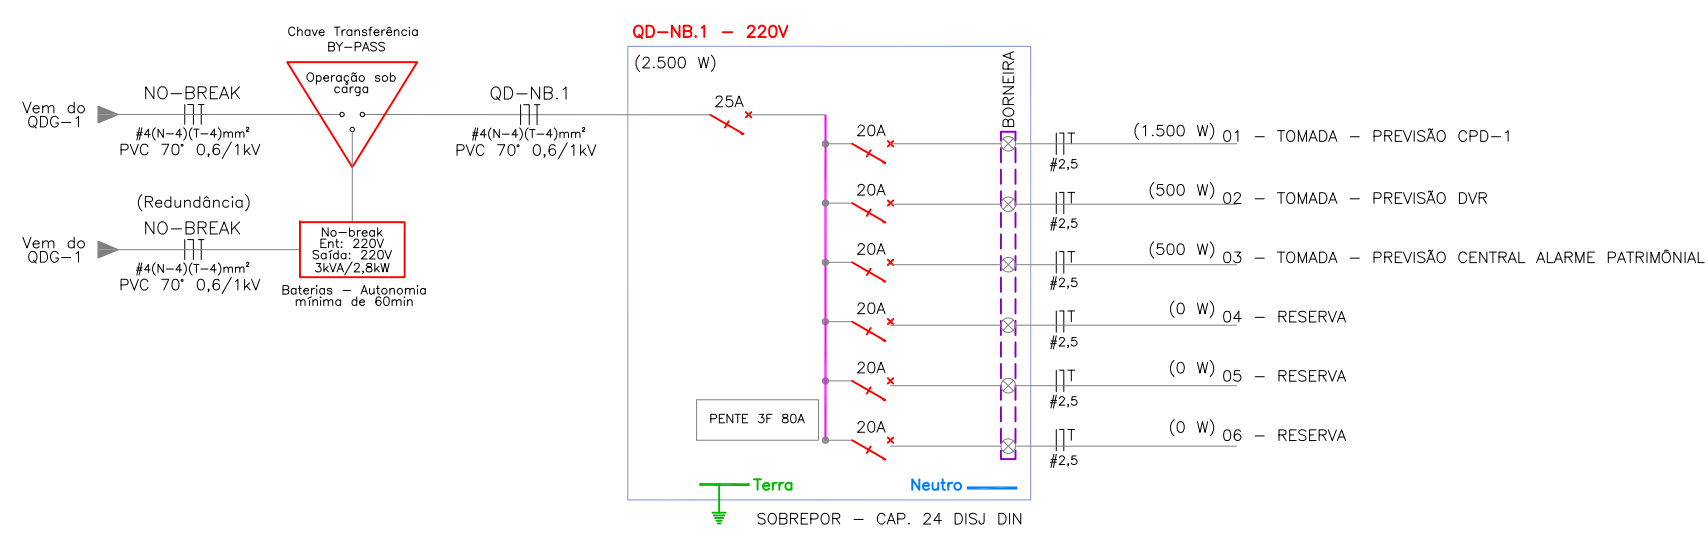 Chave Transferência
BY-PASS
Operação sob
carga
Vem do
QDG-1
NO-BREAK
#4(N-4)(T-4)mm²
PVC 70° 0,6/1kV
QD-NB.1
#4(N-4)(T-4)mm²
PVC 70° 0,6/1kV
(Redundância)
NO-BREAK
Vem do
QDG-1
#4(N-4)(T-4)mm²
PVC 70° 0,6/1kV
No-break
Ent: 220V
Saída: 220V
3kVA/2,8kW
Baterias - Autonomia
mínima de 60min
QD-NB.1 - 220V
(2.500 W)
BORNEIRA
25A
20A
T
#2,5
(1.500 W) 01 - TOMADA - PREVISÃO CPD-1
20A
T
#2,5
(500 W) 02 - TOMADA - PREVISÃO DVR
20A
T
#2,5
(500 W) 03 - TOMADA - PREVISÃO CENTRAL ALARME PATRIMÔNIAL
20A
T
#2,5
(0 W) 04 - RESERVA
20A
T
#2,5
(0 W) 05 - RESERVA
20A
T
#2,5
(0 W) 06 - RESERVA
PENTE 3F 80A
Terra
Neutro
SOBREPOR - CAP. 24 DISJ DIN